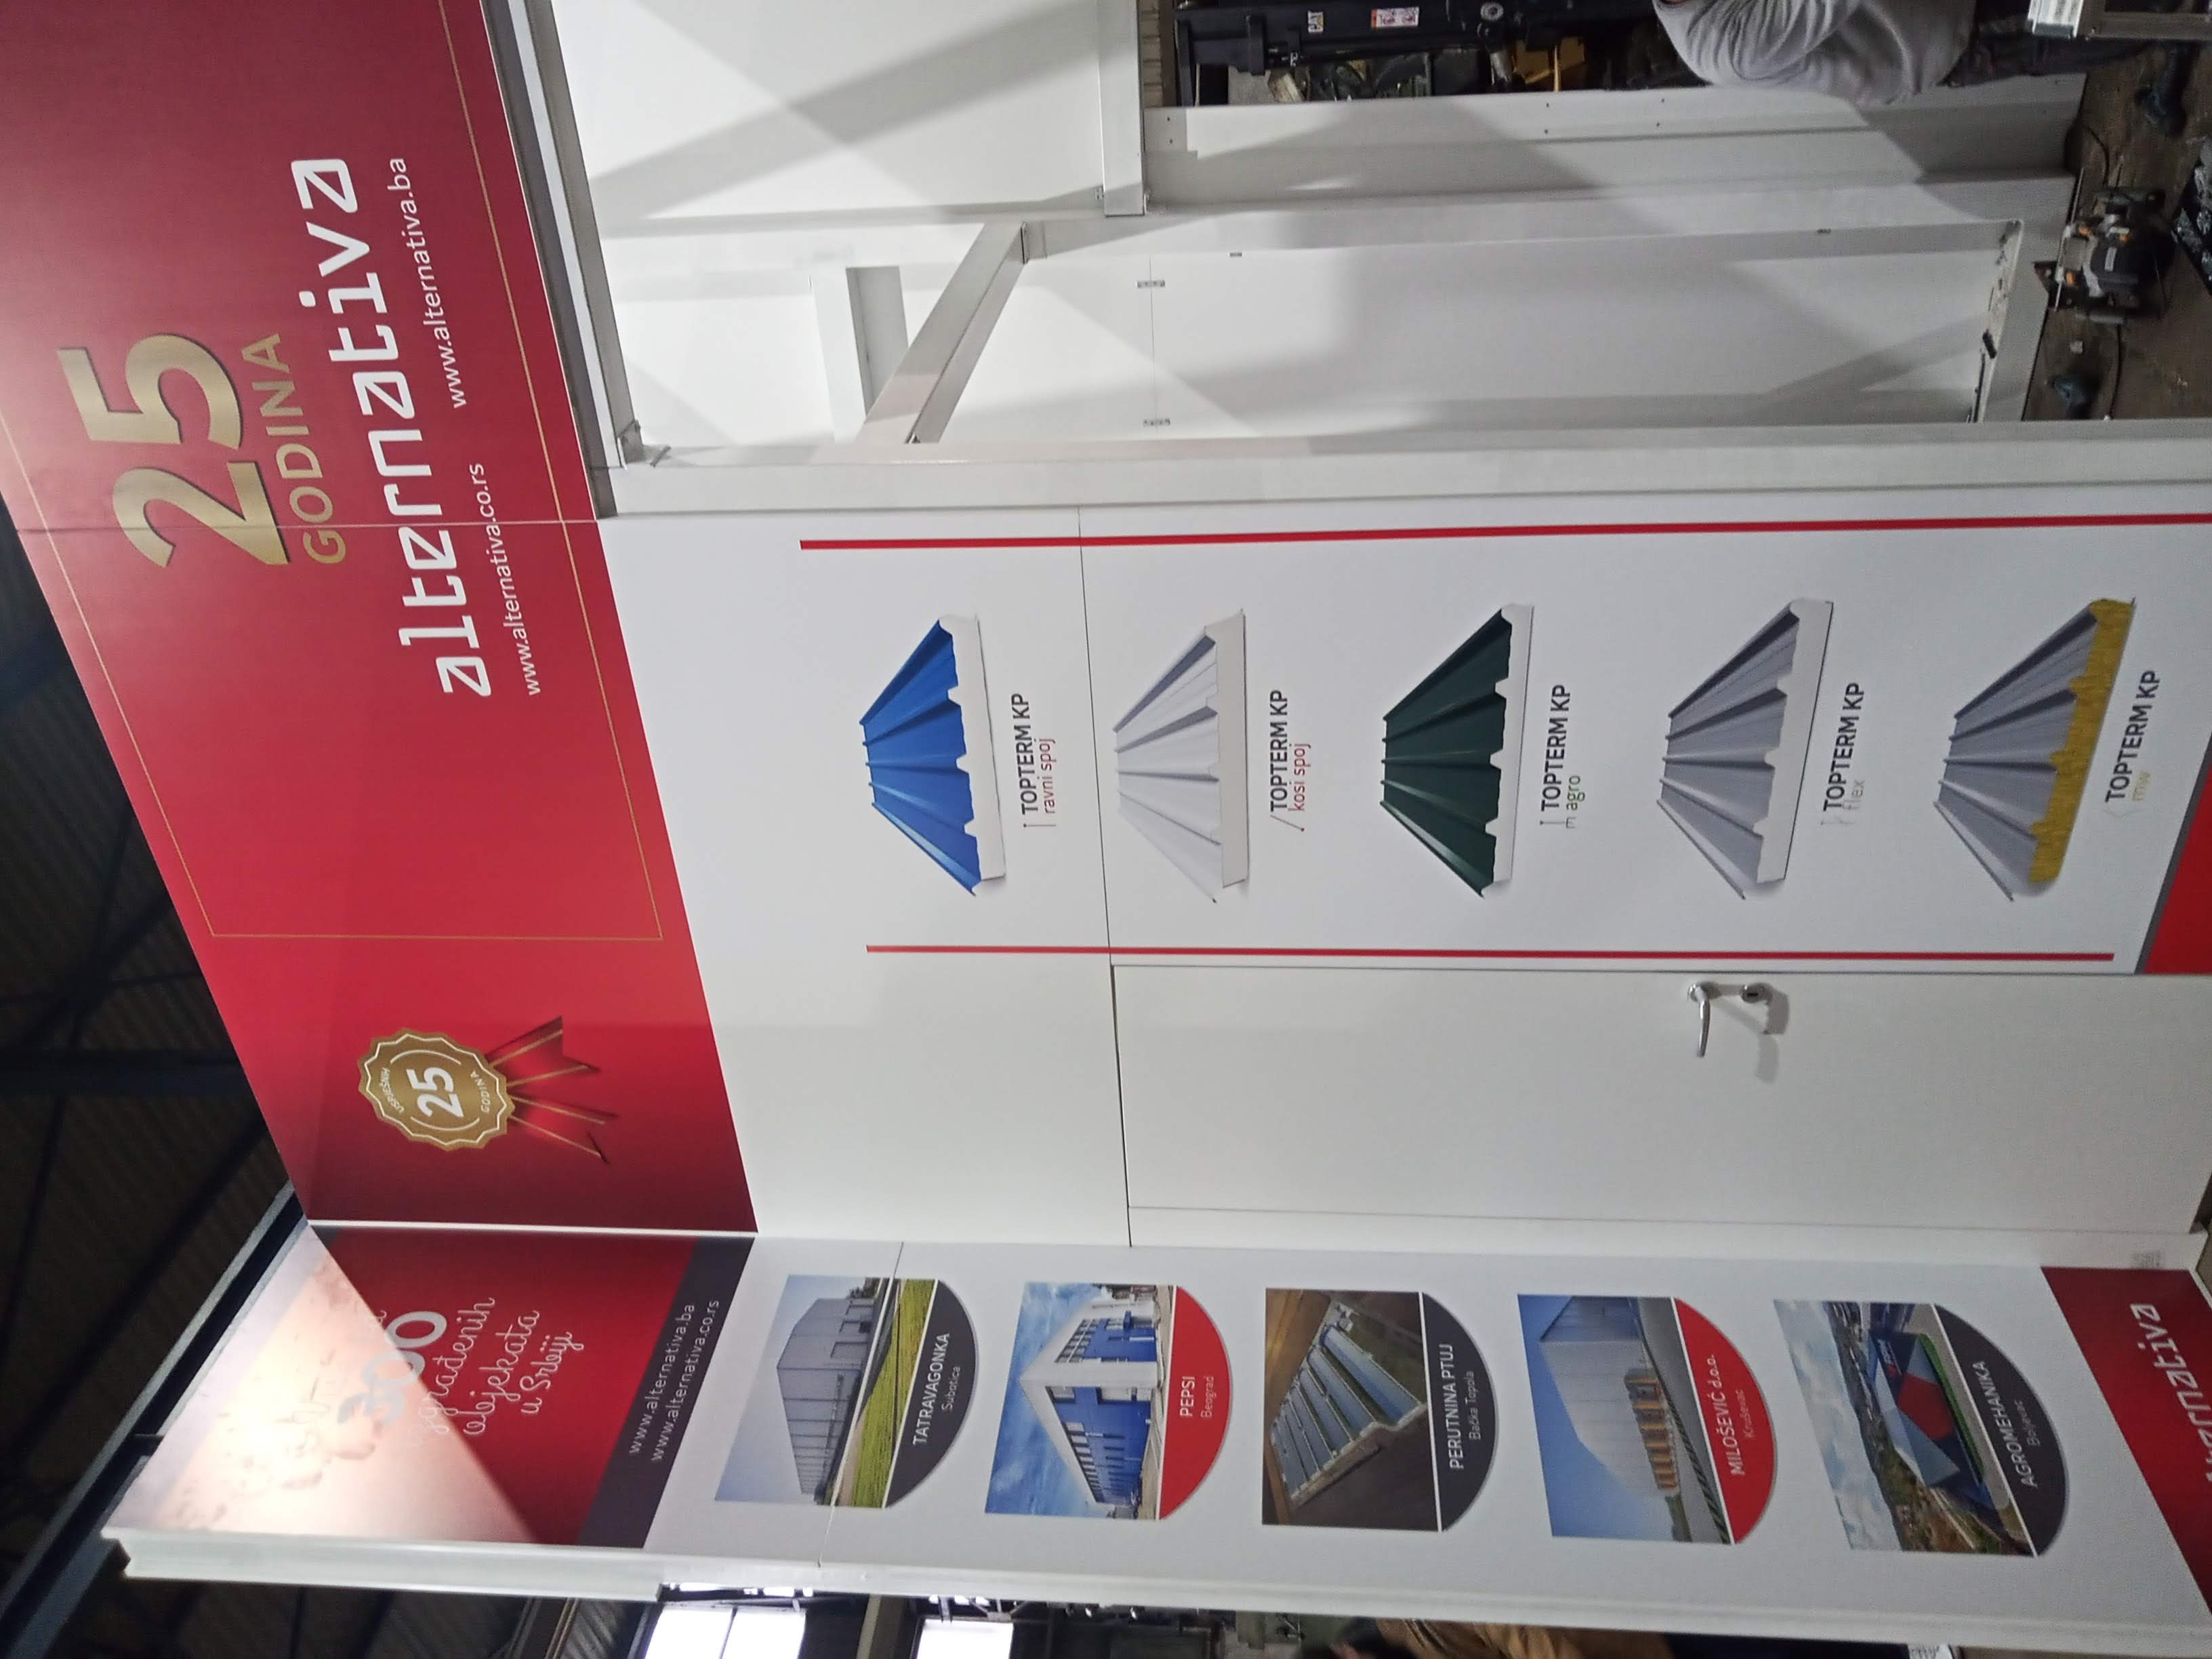 300
izgrađenih
objekata
u Srbiji
www.alternativa.ba
www.alternativa.co.rs
TATRAVAGONKA
Subotica
PEPSI
Beograd
PERUTNINA PTUJ
Bačka Topola
MILOŠEVIĆ d.o.o.
Kruševac
AGROMEHANIKA
Boljevac
USPJEŠNIH
25
GODINA
25
GODINA
alternativa
www.alternativa.co.rs
www.alternativa.ba
TOPTERM KP
ravni spoj
TOPTERM KP
kosi spoj
TOPTERM KP
agro
TOPTERM KP
flex
TOPTERM KP
mw
CAT